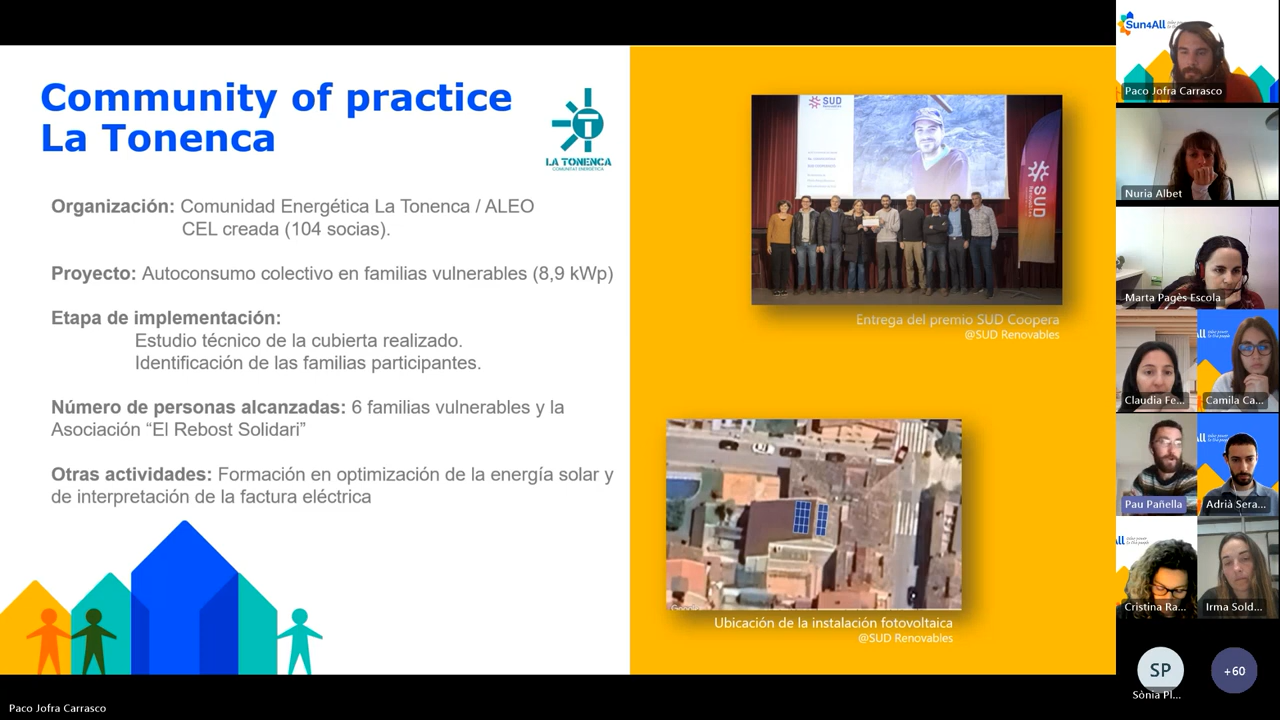 Community of practice
La Tonenca
LA TONENCA
COMUNITAT ENERGÈTICA
Organización: Comunidad Energética La Tonenca / ALEO
CEL creada (104 socias).
Proyecto: Autoconsumo colectivo en familias vulnerables (8,9 kWp)
Etapa de implementación:
Estudio técnico de la cubierta realizado.
Identificación de las familias participantes.
Número de personas alcanzadas: 6 familias vulnerables y la
Asociación “El Rebost Solidari”
Otras actividades: Formación en optimización de la energía solar y
de interpretación de la factura eléctrica
SUD
SUD
Renovables
Entrega del premio SUD Coopera
@SUD Renovables
Google
Ubicación de la instalación fotovoltaica
@SUD Renovables
Sun4All
Paco Jofra Carrasco
Nuria Albet
Marta Pagès Escola
Claudia Fe...
Camila Ca...
Pau Pañella
Adrià Sera...
Cristina Ra...
Irma Sold...
SP
+60
Sònia Pl...
Paco Jofra Carrasco